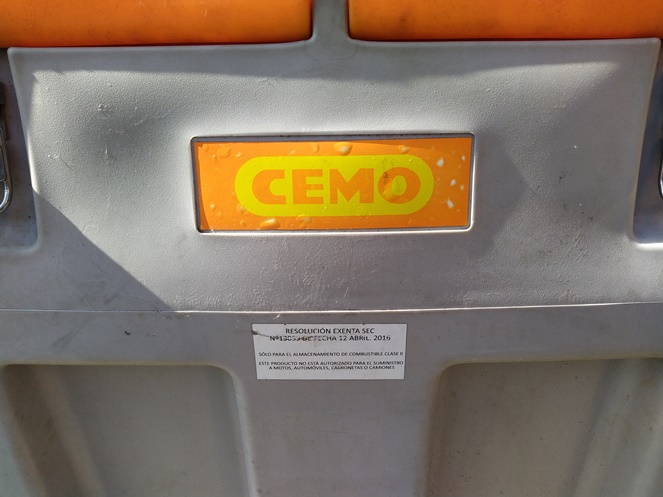 CEMO
RESOLUCIÓN EXENTA SEC
Nº13099 DE FECHA 12 ABRIL. 2016
SÓLO PARA EL ALMACENAMIENTO DE COMBUSTIBLE CLASE II
ESTE PRODUCTO NO ESTÁ AUTORIZADO PARA EL SUMINISTRO
A MOTOS, AUTOMÓVILES, CAMIONETAS O CAMIONES